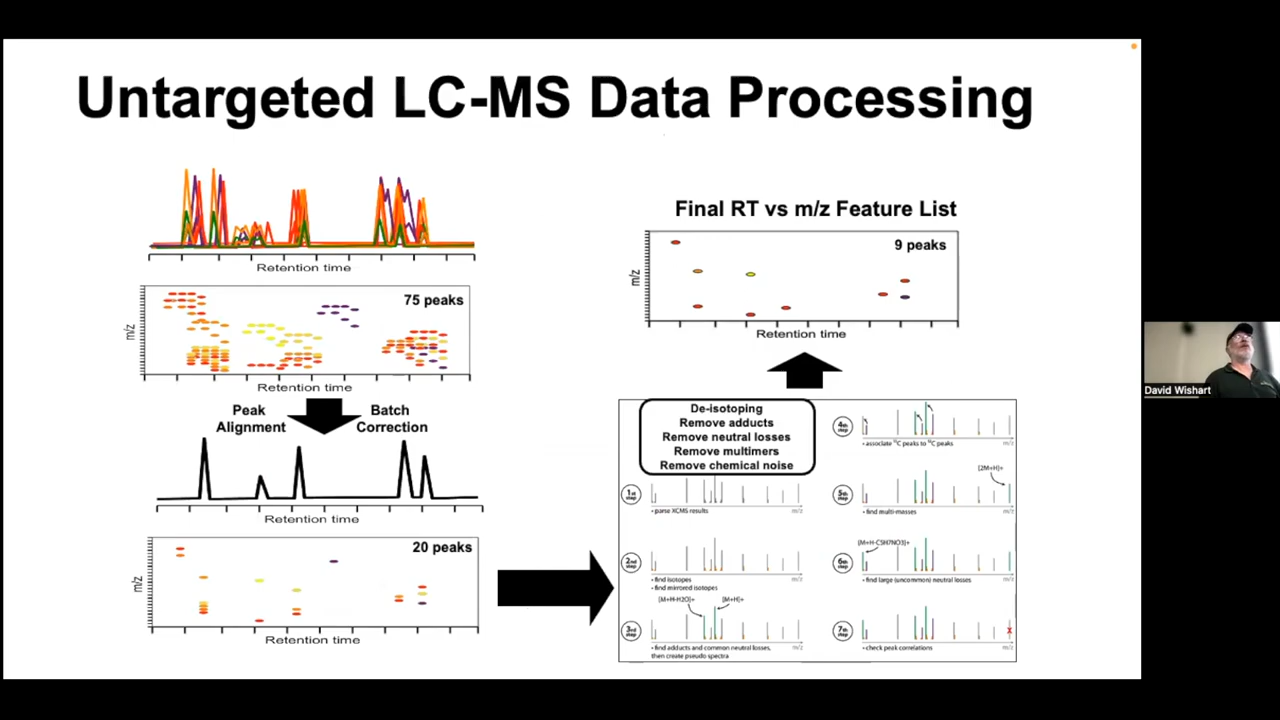 Untargeted LC-MS Data Processing
Retention time
75 peaks
m/z
Retention time
Peak
Alignment
Batch
Correction
Retention time
20 peaks
m/z
Retention time
Final RT vs m/z Feature List
9 peaks
m/z
Retention time
De-isotoping
Remove adducts
Remove neutral losses
Remove multimers
Remove chemical noise
1st
step
• parse XCMS results
m/z
2nd
step
• find isotopes
• find mirrored isotopes
m/z
[M+H-H2O]+
[M+H]+
3rd
step
• find adducts and common neutral losses,
then create pseudo spectra
m/z
4th
step
• associate ¹³C peaks to ¹²C peaks
m/z
[2M+H]+
5th
step
• find multi-masses
m/z
[M+H-C5H7NO3]+
6th
step
• find large (uncommon) neutral losses
m/z
7th
step
x
• check peak correlations
m/z
David Wishart